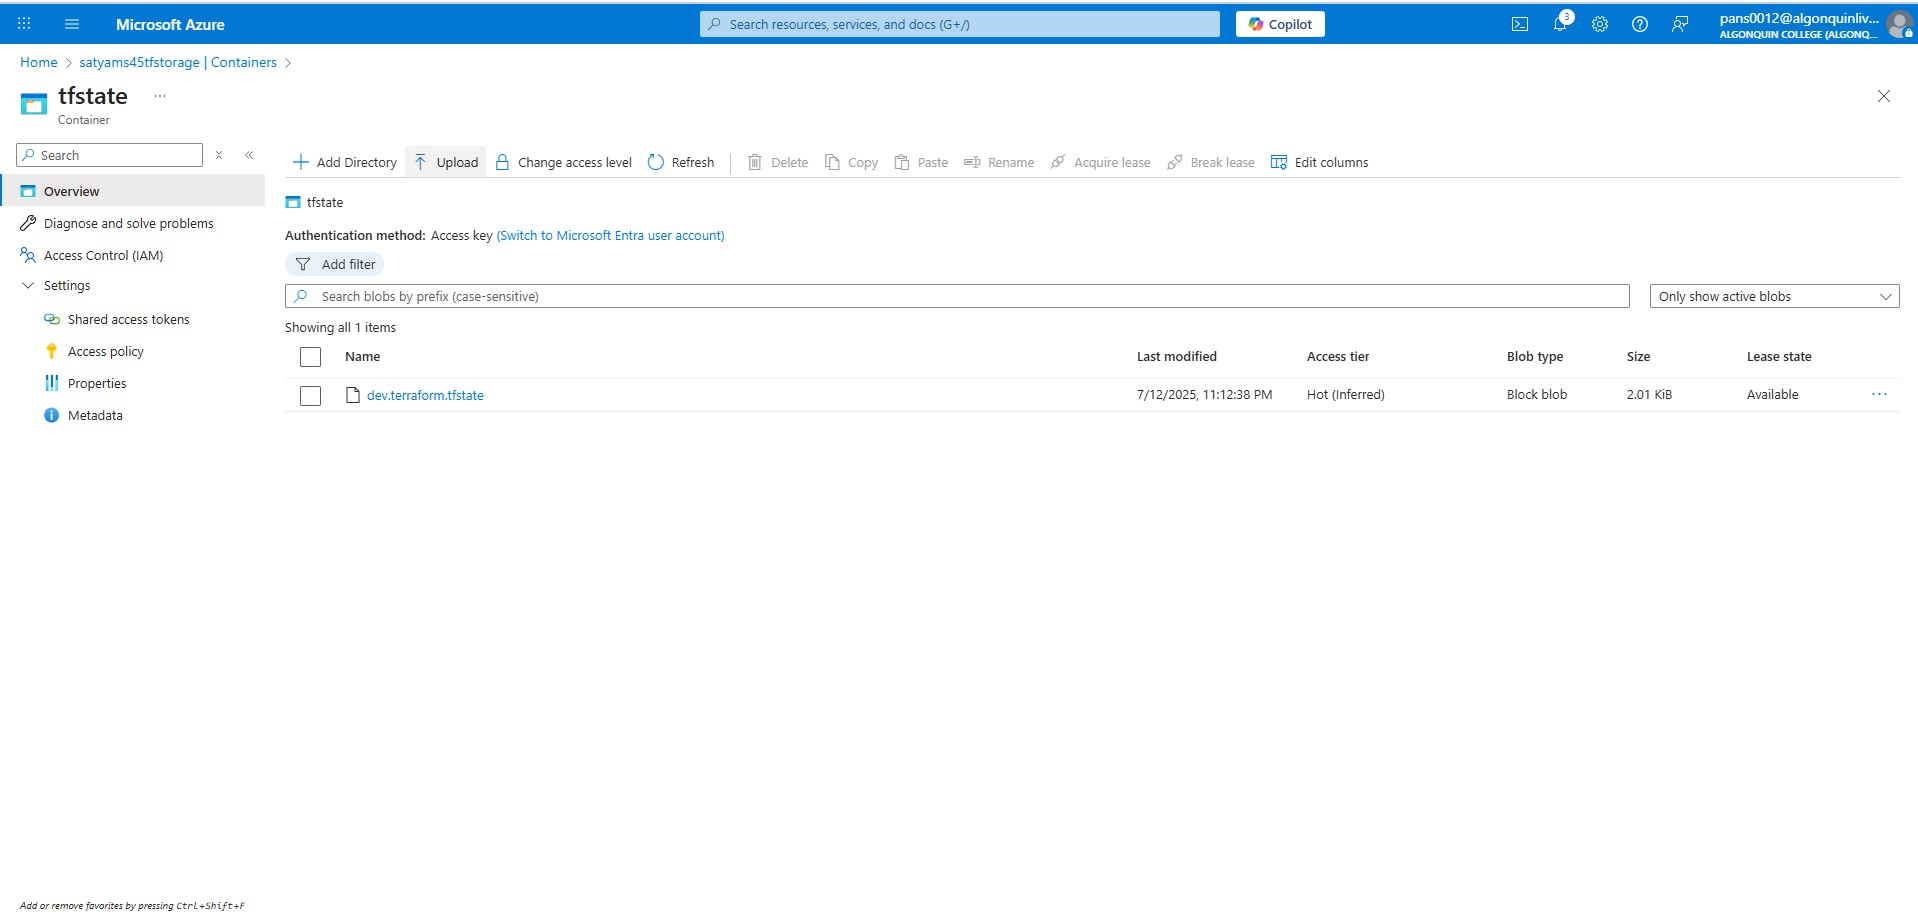 Microsoft Azure
Search resources, services, and docs (G+/)
Copilot
3
pans0012@algonquinliv...
ALGONQUIN COLLEGE (ALGONQ...
Home > satyams45tfstorage | Containers >
tfstate ...
Container
Search
Overview
Diagnose and solve problems
Access Control (IAM)
Settings
Shared access tokens
Access policy
Properties
Metadata
Add Directory Upload Change access level Refresh Delete Copy Paste Rename Acquire lease Break lease Edit columns
tfstate
Authentication method: Access key (Switch to Microsoft Entra user account)
Add filter
Search blobs by prefix (case-sensitive) Only show active blobs
Showing all 1 items
Name Last modified Access tier Blob type Size Lease state
dev.terraform.tfstate 7/12/2025, 11:12:38 PM Hot (Inferred) Block blob 2.01 KiB Available ...
Add or remove favorites by pressing Ctrl+Shift+F